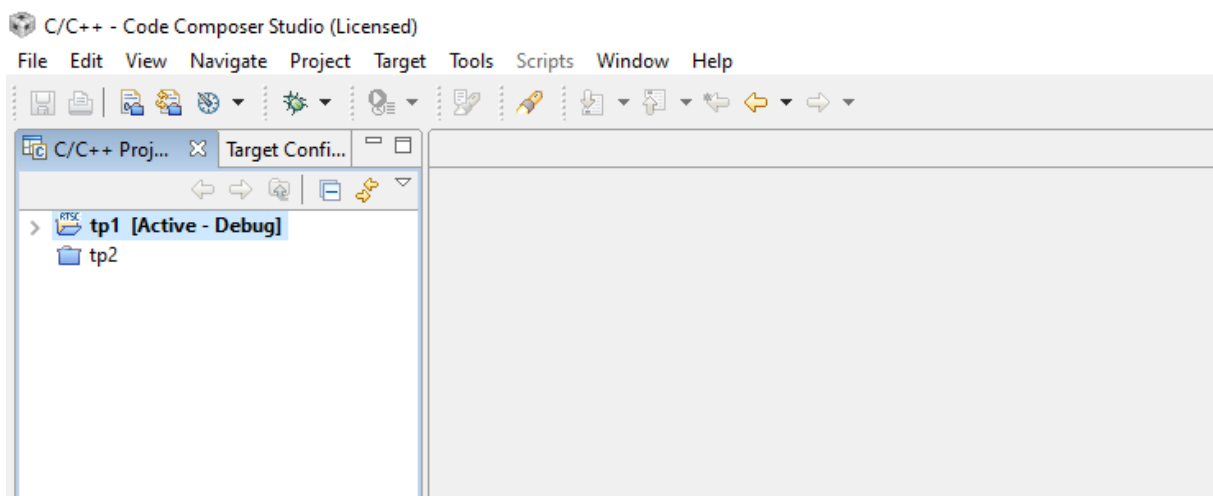 C/C++ - Code Composer Studio (Licensed)
File Edit View Navigate Project Target Tools Scripts Window Help
C/C++ Proj... Target Confi...
RTSC tp1 [Active - Debug]
tp2